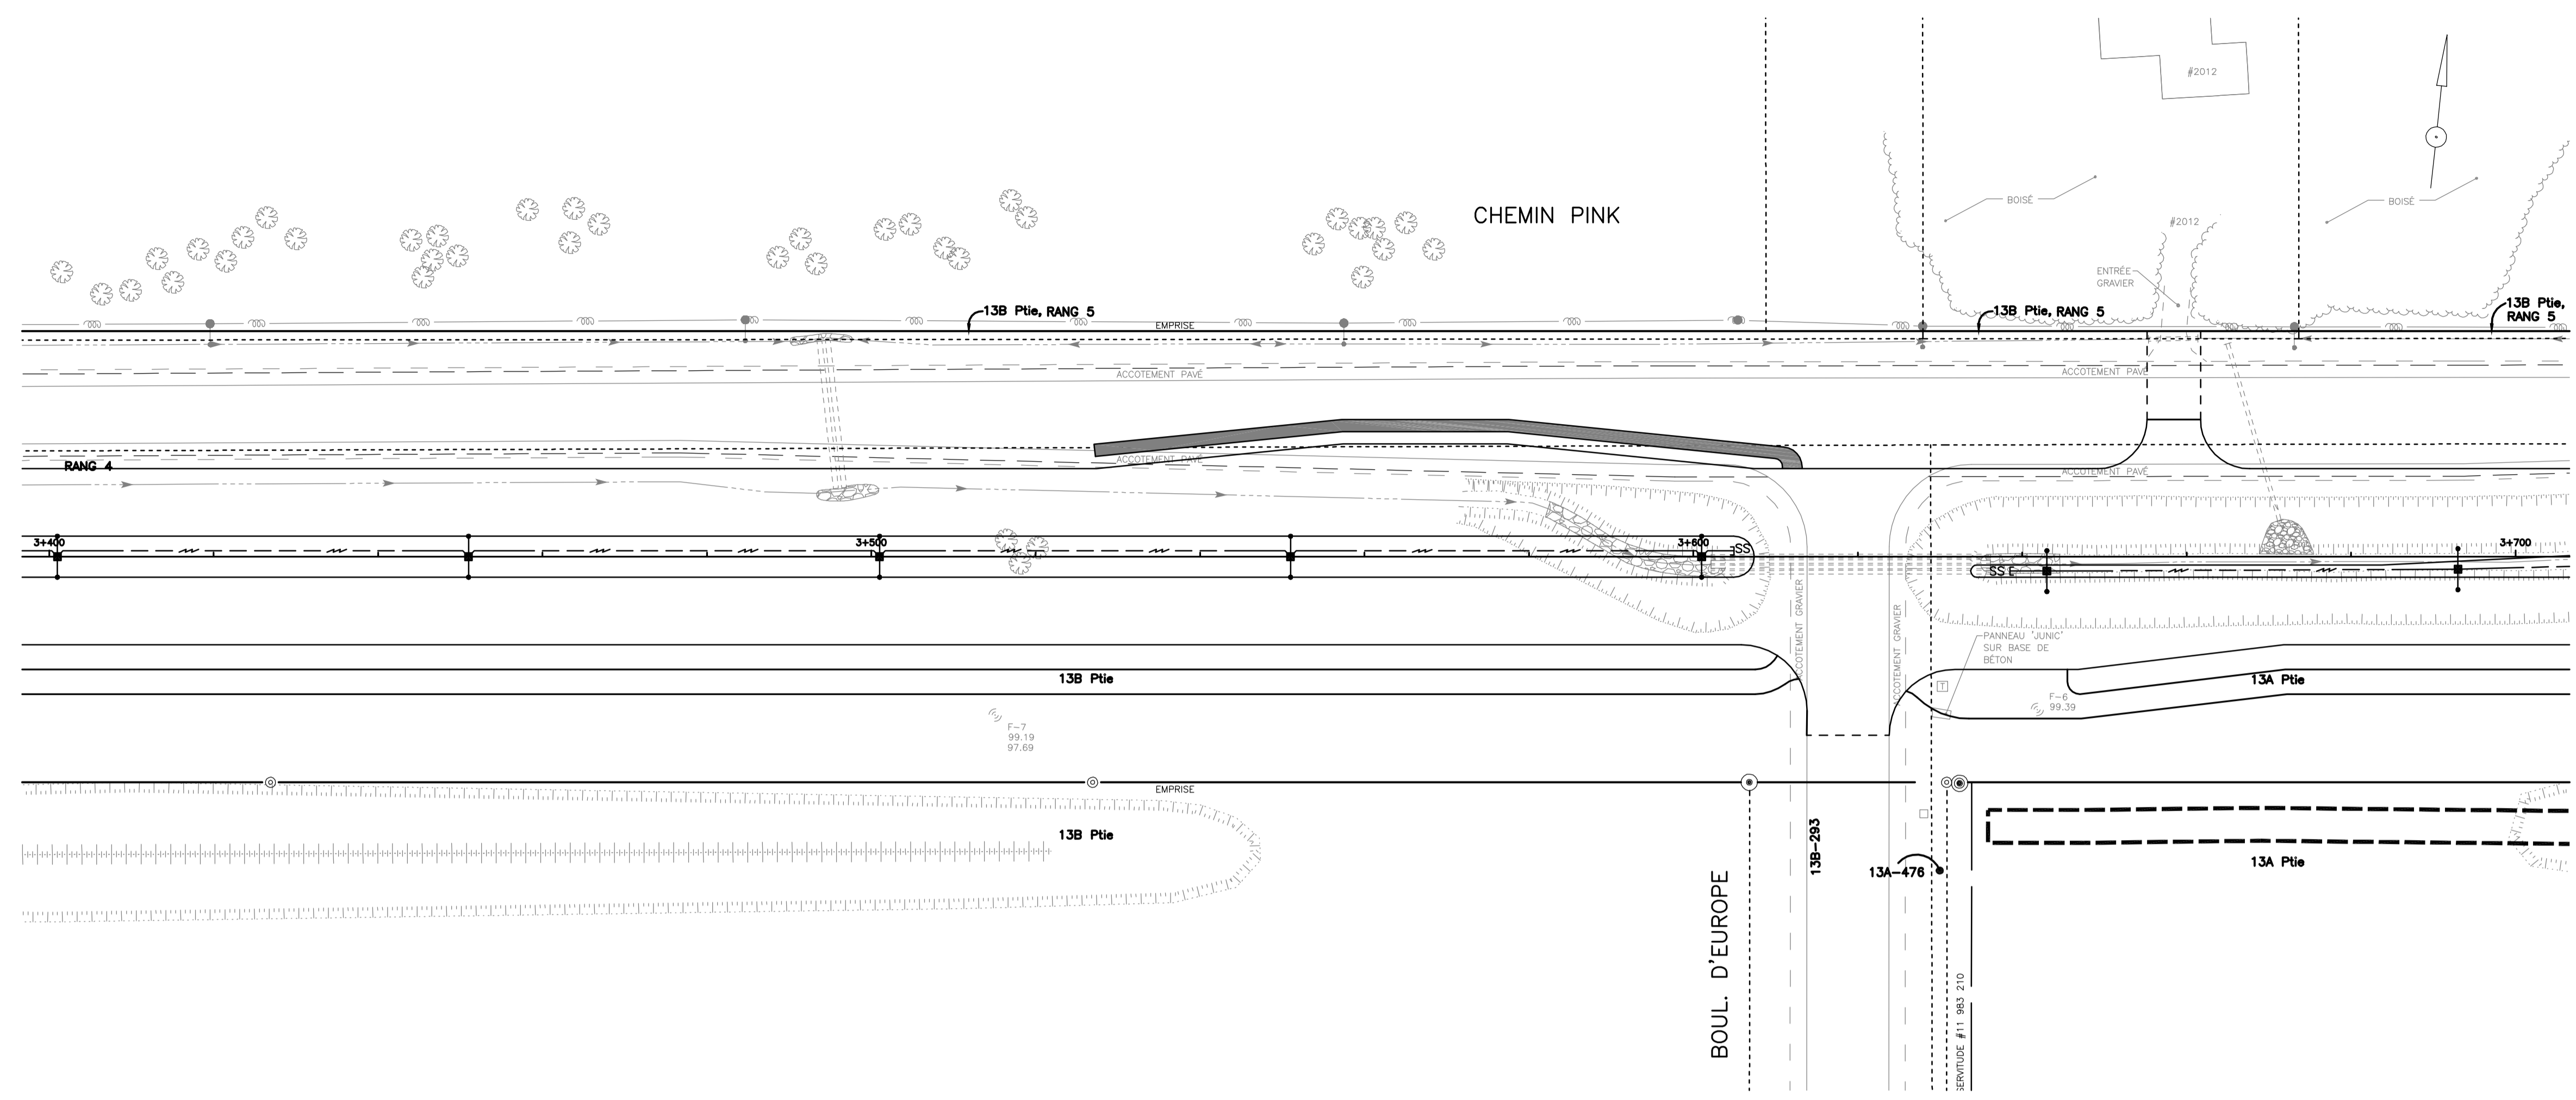 #2012
BOISÉ
BOISÉ
CHEMIN PINK
#2012
ENTRÉE
GRAVIER
13B Ptie, RANG 5
13B Ptie, RANG 5
13B Ptie,
RANG 5
EMPRISE
ACCOTEMENT PAVÉ
ACCOTEMENT PAVÉ
ACCOTEMENT PAVÉ
RANG 4
ACCOTEMENT PAVÉ
3+400
3+500
3+600
SS
3+700
SS
ACCOTEMENT GRAVIER
ACCOTEMENT GRAVIER
PANNEAU 'JUNIC'
SUR BASE DE
BÉTON
13B Ptie
13A Ptie
T
F-6
99.39
F-7
99.19
97.69
EMPRISE
13B Ptie
13B-293
13A-476
13A Ptie
BOUL. D'EUROPE
SERVITUDE #11 983 210